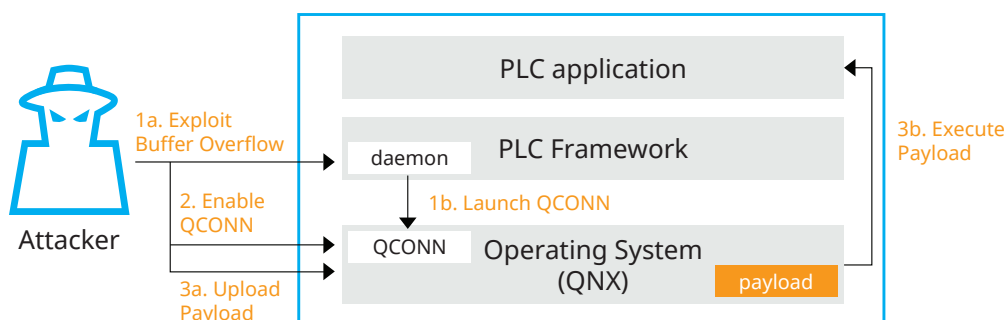 PLC application
1a. Exploit
Buffer Overflow
3b. Execute
Payload
daemon
PLC Framework
2. Enable
QCONN
1b. Launch QCONN
Attacker
QCONN
Operating System
(QNX)
3a. Upload
Payload
payload